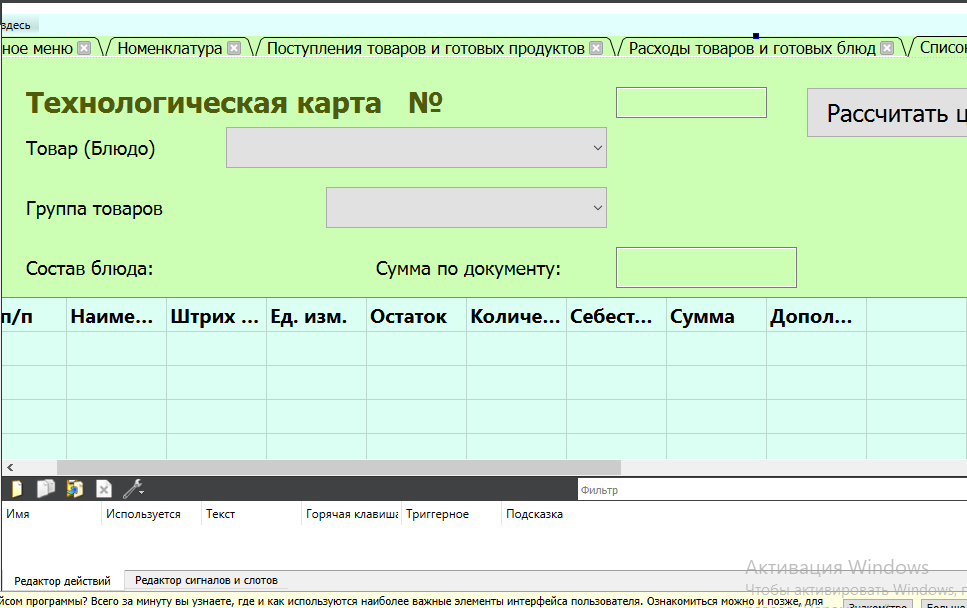 здесь
ное меню Номенклатура Поступления товаров и готовых продуктов Расходы товаров и готовых блюд Список
Технологическая карта №
Рассчитать ц
Товар (Блюдо)
Группа товаров
Состав блюда: Сумма по документу:
п/п Наиме... Штрих ... Ед. изм. Остаток Количе... Себест... Сумма Допол...
Фильтр
Имя Используется Текст Горячая клавиша Триггерное Подсказка
Активация Windows
Редактор действий Редактор сигналов и слотов
Чтобы активировать Windows, п
йсом программы? Всего за минуту вы узнаете, где и как используются наиболее важные элементы интерфейса пользователя. Ознакомиться можно и позже, для
Знакомство